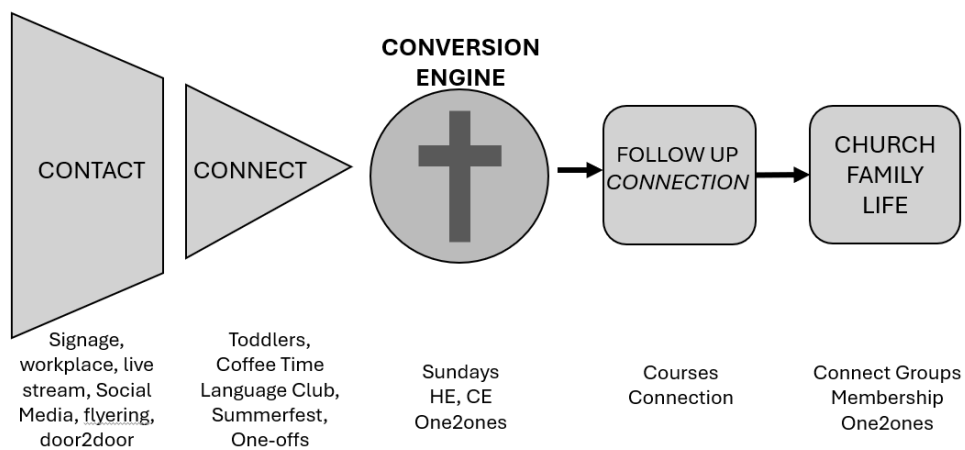 CONVERSION
ENGINE
CONTACT
CONNECT
FOLLOW UP
CONNECTION
CHURCH
FAMILY
LIFE
Signage,
workplace, live
stream, Social
Media, flyering,
door2door
Toddlers,
Coffee Time
Language Club,
Summerfest,
One-offs
Sundays
HE, CE
One2ones
Courses
Connection
Connect Groups
Membership
One2ones